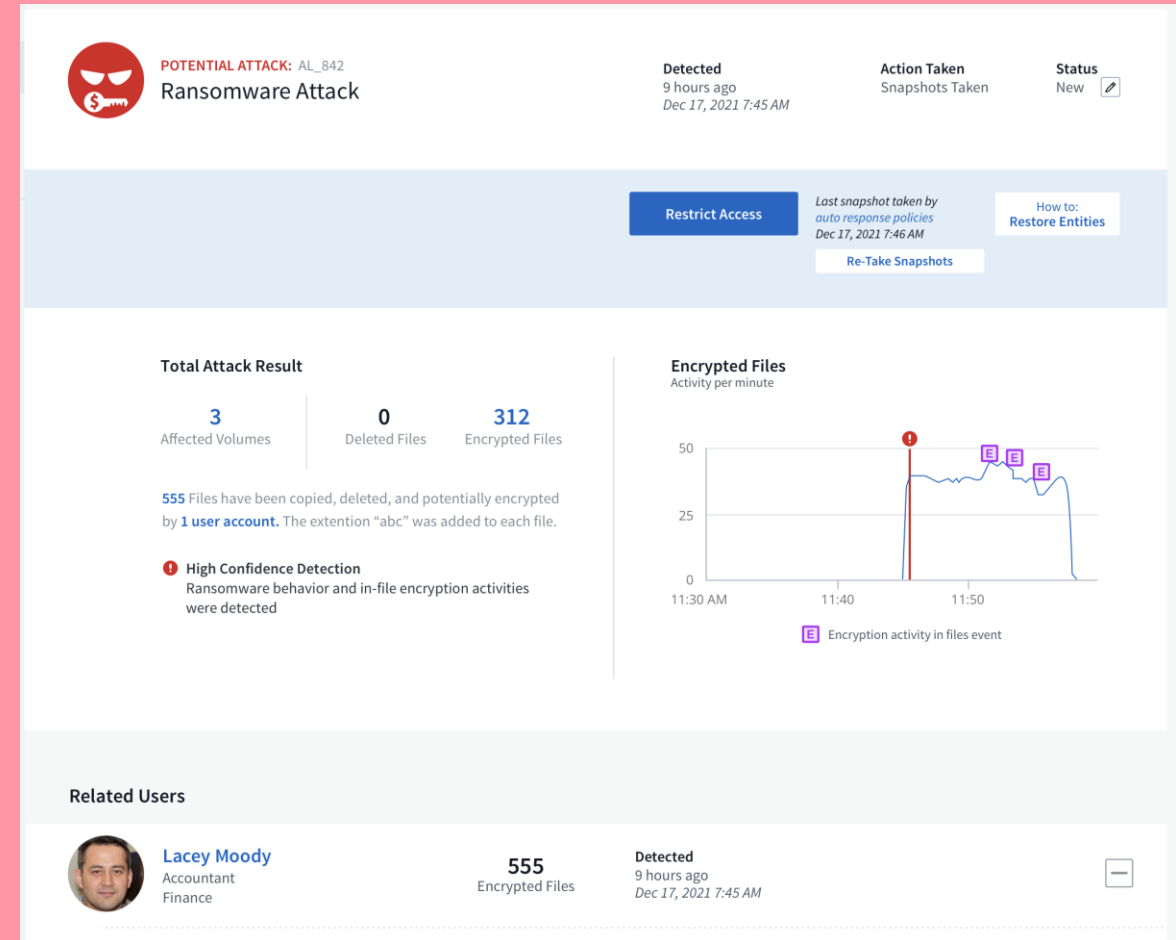 POTENTIAL ATTACK: AL_842
Ransomware Attack
Detected
9 hours ago
Dec 17, 2021 7:45 AM
Action Taken
Snapshots Taken
Status
New
$
Restrict Access
Last snapshot taken by
auto response policies
Dec 17, 2021 7:46 AM
Re-Take Snapshots
How to:
Restore Entities
Total Attack Result
3
Affected Volumes
0
Deleted Files
312
Encrypted Files
555 Files have been copied, deleted, and potentially encrypted
by 1 user account. The extention “abc” was added to each file.
!
High Confidence Detection
Ransomware behavior and in-file encryption activities
were detected
Encrypted Files
Activity per minute
!
50
E
E
E
25
0
11:30 AM
11:40
11:50
E Encryption activity in files event
Related Users
Lacey Moody
Accountant
Finance
555
Encrypted Files
Detected
9 hours ago
Dec 17, 2021 7:45 AM